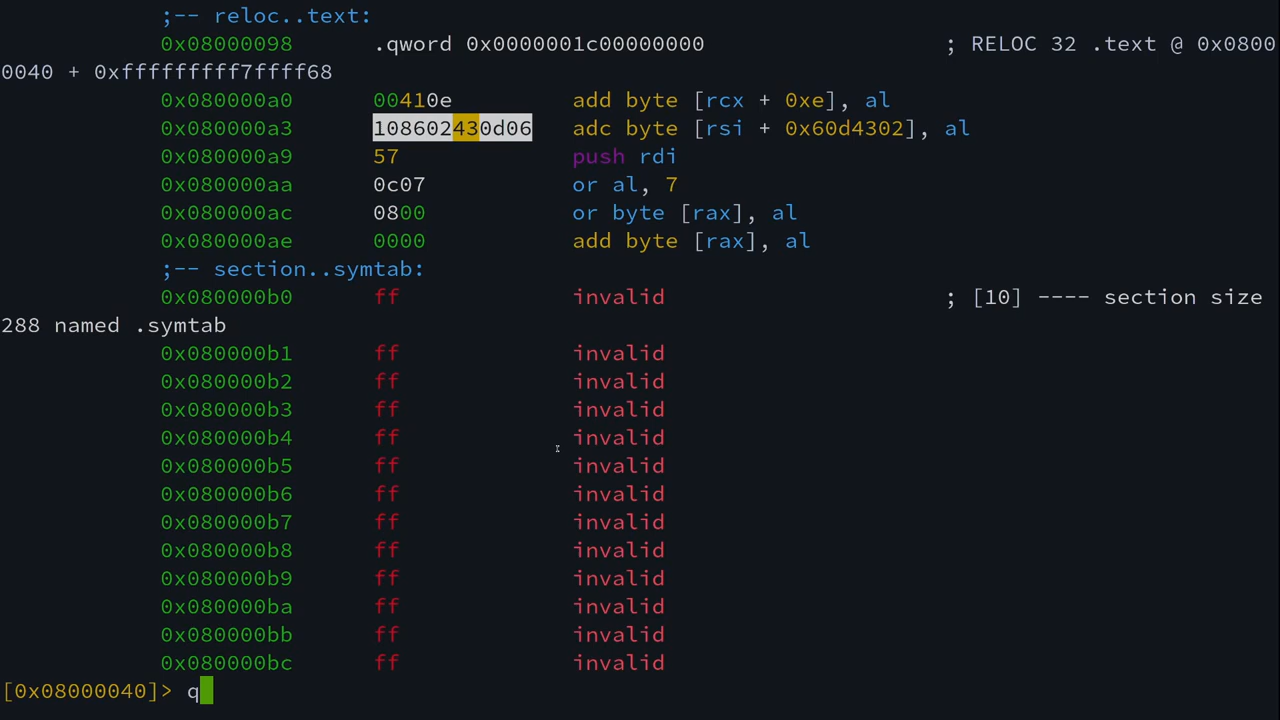 ;-- reloc..text:
0x08000098 .qword 0x0000001c00000000 ; RELOC 32 .text @ 0x0800
0040 + 0xfffffffff7ffff68
0x080000a0 00410e add byte [rcx + 0xe], al
0x080000a3 108602430d06 adc byte [rsi + 0x60d4302], al
0x080000a9 57 push rdi
0x080000aa 0c07 or al, 7
0x080000ac 0800 or byte [rax], al
0x080000ae 0000 add byte [rax], al
;-- section..symtab:
0x080000b0 ff invalid ; [10] ---- section size
288 named .symtab
0x080000b1 ff invalid
0x080000b2 ff invalid
0x080000b3 ff invalid
0x080000b4 ff invalid
0x080000b5 ff invalid
0x080000b6 ff invalid
0x080000b7 ff invalid
0x080000b8 ff invalid
0x080000b9 ff invalid
0x080000ba ff invalid
0x080000bb ff invalid
0x080000bc ff invalid
[0x08000040]> q